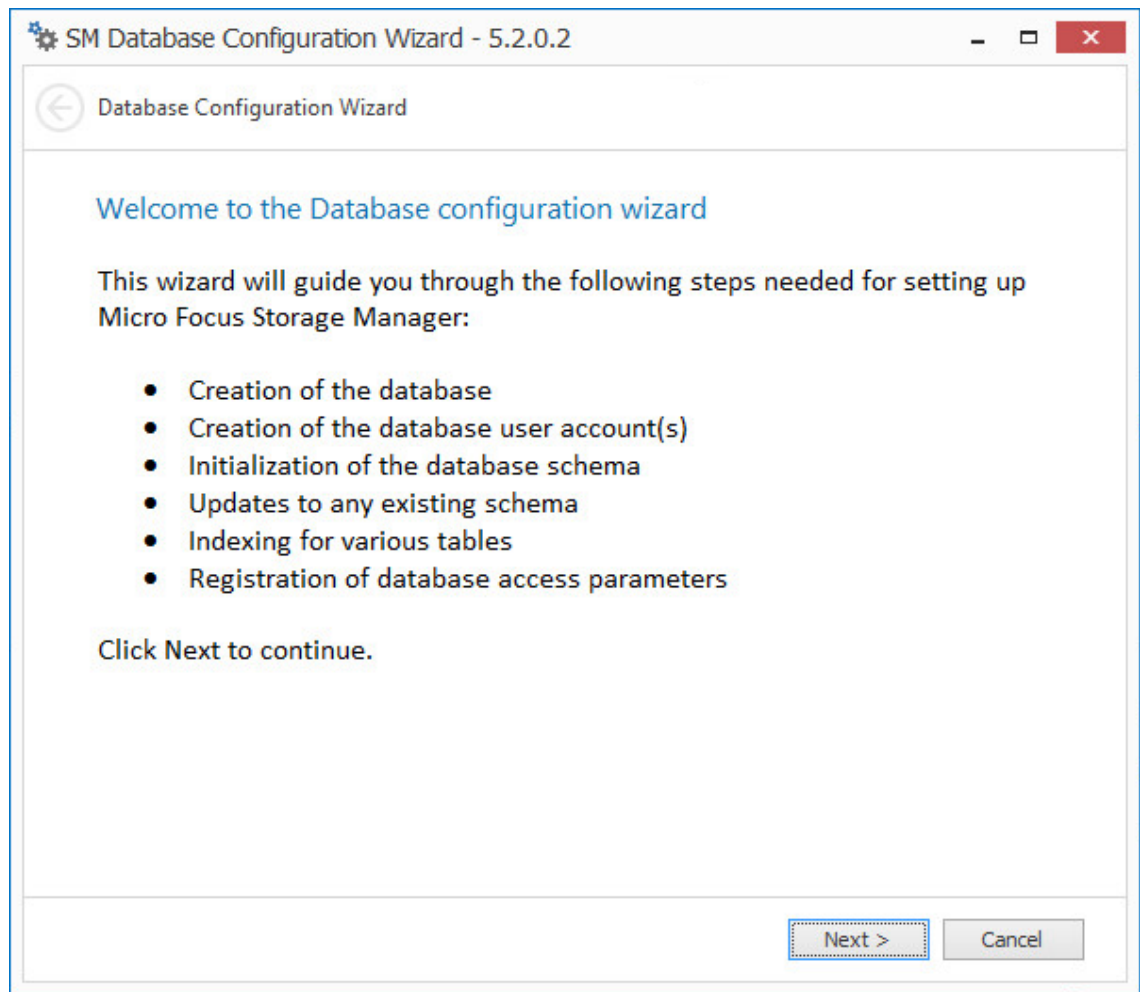 SM Database Configuration Wizard - 5.2.0.2
Database Configuration Wizard
Welcome to the Database configuration wizard
This wizard will guide you through the following steps needed for setting up
Micro Focus Storage Manager:
• Creation of the database
• Creation of the database user account(s)
• Initialization of the database schema
• Updates to any existing schema
• Indexing for various tables
• Registration of database access parameters
Click Next to continue.
Next >
Cancel